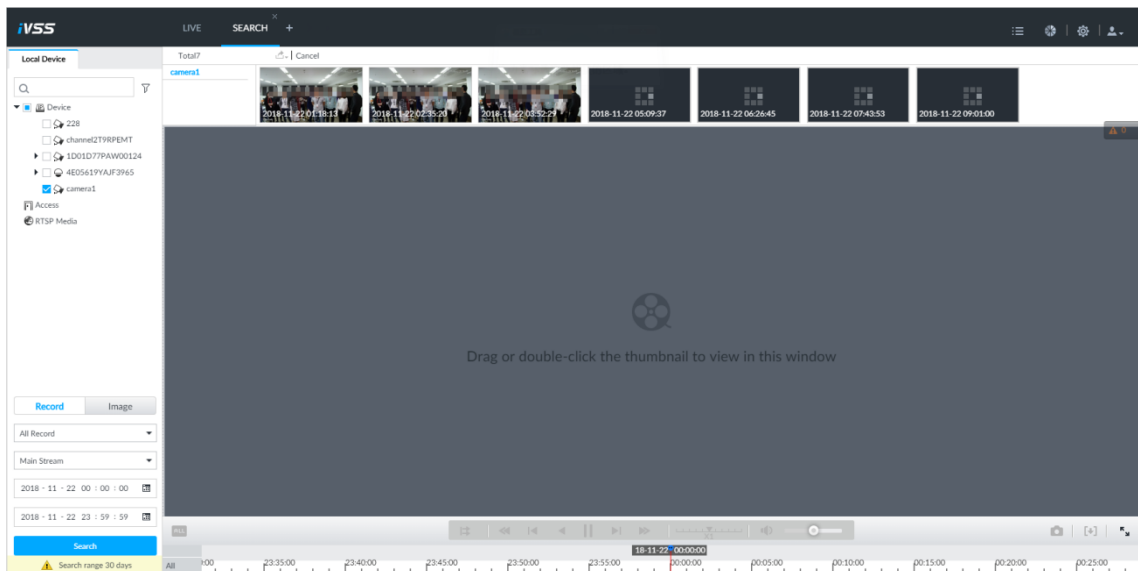 iVSS
LIVE
SEARCH
+
Local Device
Total7
Cancel
camera1
2018-11-22 01:18:13
2018-11-22 02:35:20
2018-11-22 03:52:29
2018-11-22 05:09:37
2018-11-22 06:26:45
2018-11-22 07:43:53
2018-11-22 09:01:00
0
Device
228
channel2T9RPEMT
1D01D77PAW00124
4E05619YAJF3965
camera1
Access
RTSP Media
Drag or double-click the thumbnail to view in this window
Record
Image
All Record
Main Stream
2018 - 11 - 22 00 : 00 : 00
2018 - 11 - 22 23 : 59 : 59
Search
Search range 30 days
ALL
18-11-22 00:00:00
All
23:35:00
23:40:00
23:45:00
23:50:00
23:55:00
00:00:00
00:05:00
00:10:00
00:15:00
00:20:00
00:25:00